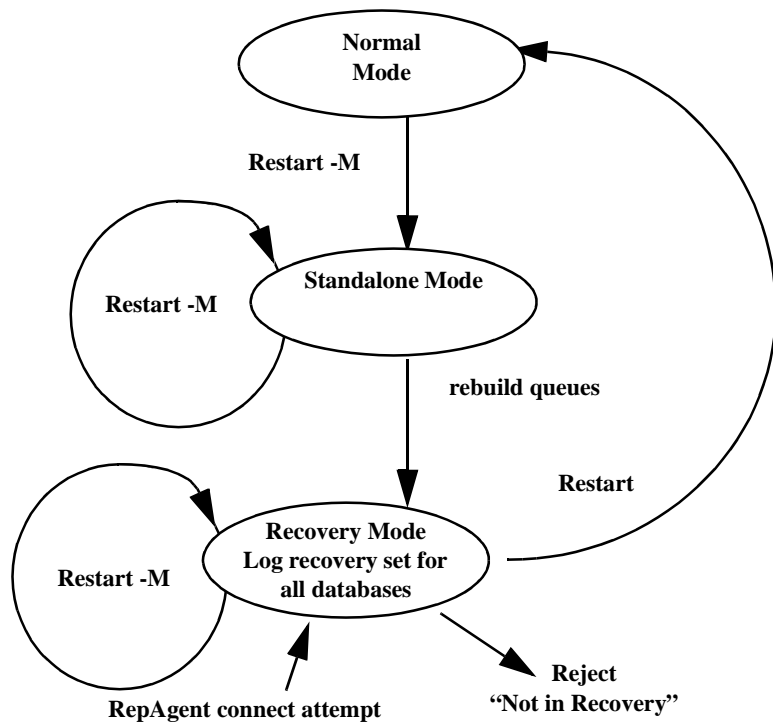 Normal
Mode
Restart -M
Standalone Mode
Restart -M
rebuild queues
Restart
Recovery Mode
Log recovery set for
all databases
Restart -M
Reject
“Not in Recovery”
RepAgent connect attempt